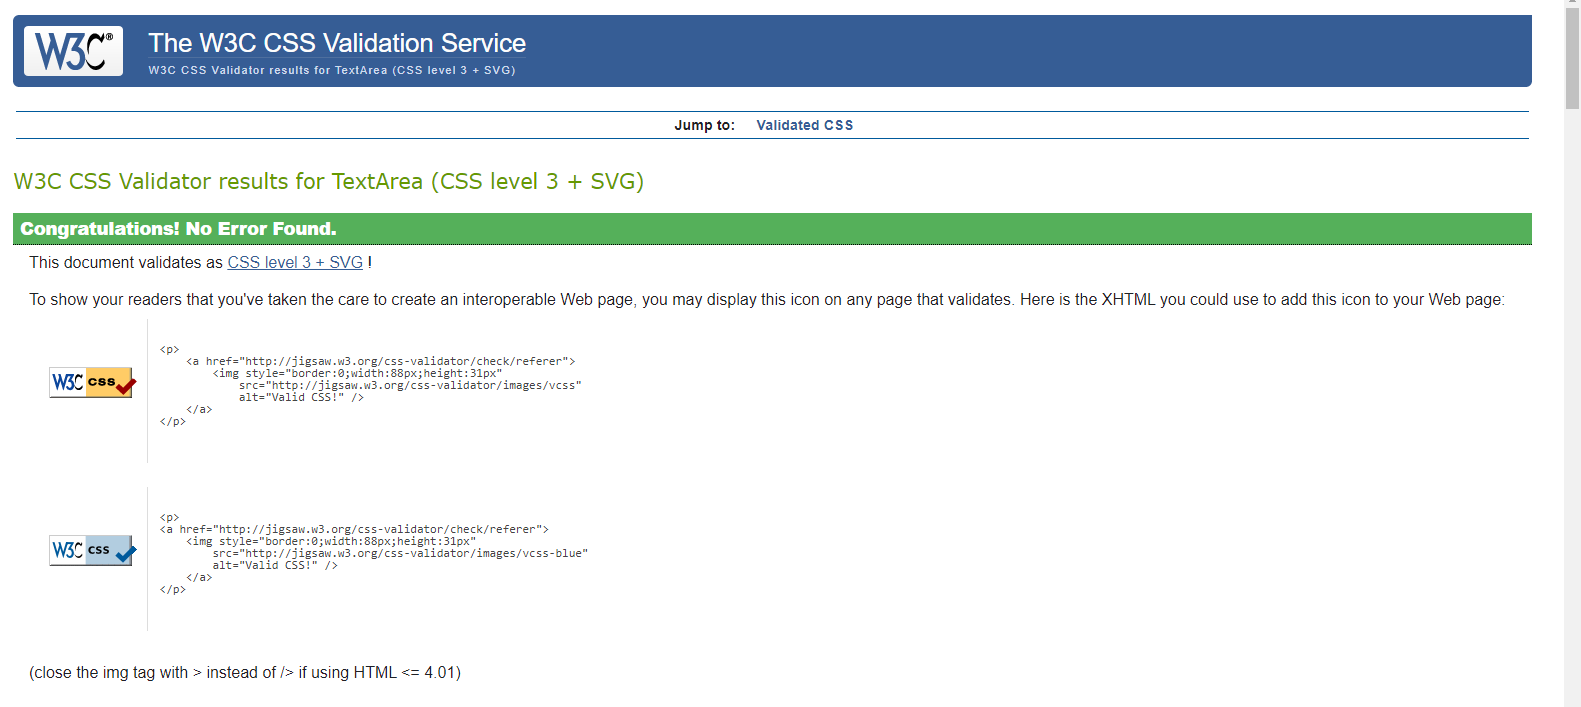 W3C®
The W3C CSS Validation Service
W3C CSS Validator results for TextArea (CSS level 3 + SVG)
Jump to: Validated CSS
W3C CSS Validator results for TextArea (CSS level 3 + SVG)
Congratulations! No Error Found.
This document validates as CSS level 3 + SVG !
To show your readers that you've taken the care to create an interoperable Web page, you may display this icon on any page that validates. Here is the XHTML you could use to add this icon to your Web page:
W3C css
<p>
    <a href="http://jigsaw.w3.org/css-validator/check/referer">
        <img style="border:0;width:88px;height:31px"
            src="http://jigsaw.w3.org/css-validator/images/vcss"
            alt="Valid CSS!" />
    </a>
</p>
W3C css
<p>
<a href="http://jigsaw.w3.org/css-validator/check/referer">
    <img style="border:0;width:88px;height:31px"
        src="http://jigsaw.w3.org/css-validator/images/vcss-blue"
        alt="Valid CSS!" />
    </a>
</p>
(close the img tag with > instead of /> if using HTML <= 4.01)